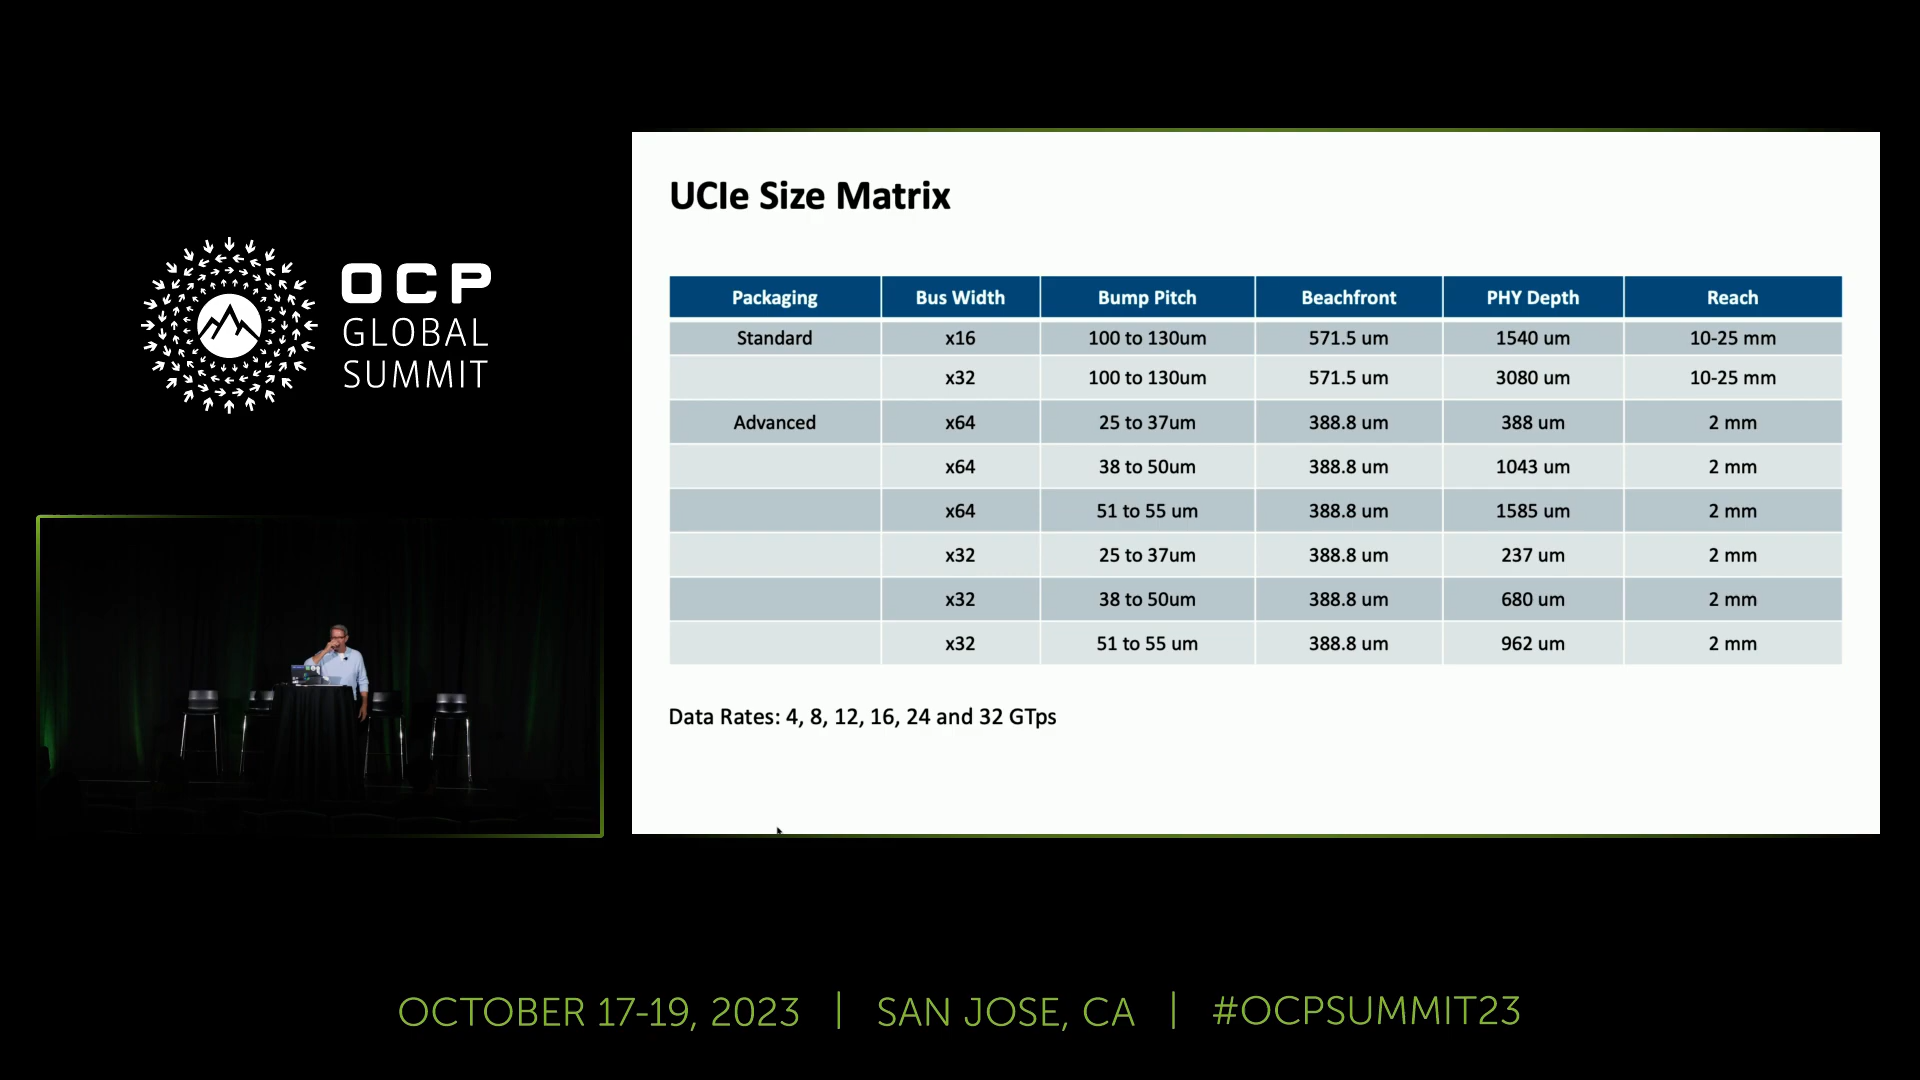 OCP
GLOBAL
SUMMIT
UCIe Size Matrix
Packaging Bus Width Bump Pitch Beachfront PHY Depth Reach
Standard x16 100 to 130um 571.5 um 1540 um 10-25 mm
x32 100 to 130um 571.5 um 3080 um 10-25 mm
Advanced x64 25 to 37um 388.8 um 388 um 2 mm
x64 38 to 50um 388.8 um 1043 um 2 mm
x64 51 to 55 um 388.8 um 1585 um 2 mm
x32 25 to 37um 388.8 um 237 um 2 mm
x32 38 to 50um 388.8 um 680 um 2 mm
x32 51 to 55 um 388.8 um 962 um 2 mm
Data Rates: 4, 8, 12, 16, 24 and 32 GTps
OCTOBER 17-19, 2023 | SAN JOSE, CA | #OCPSUMMIT23